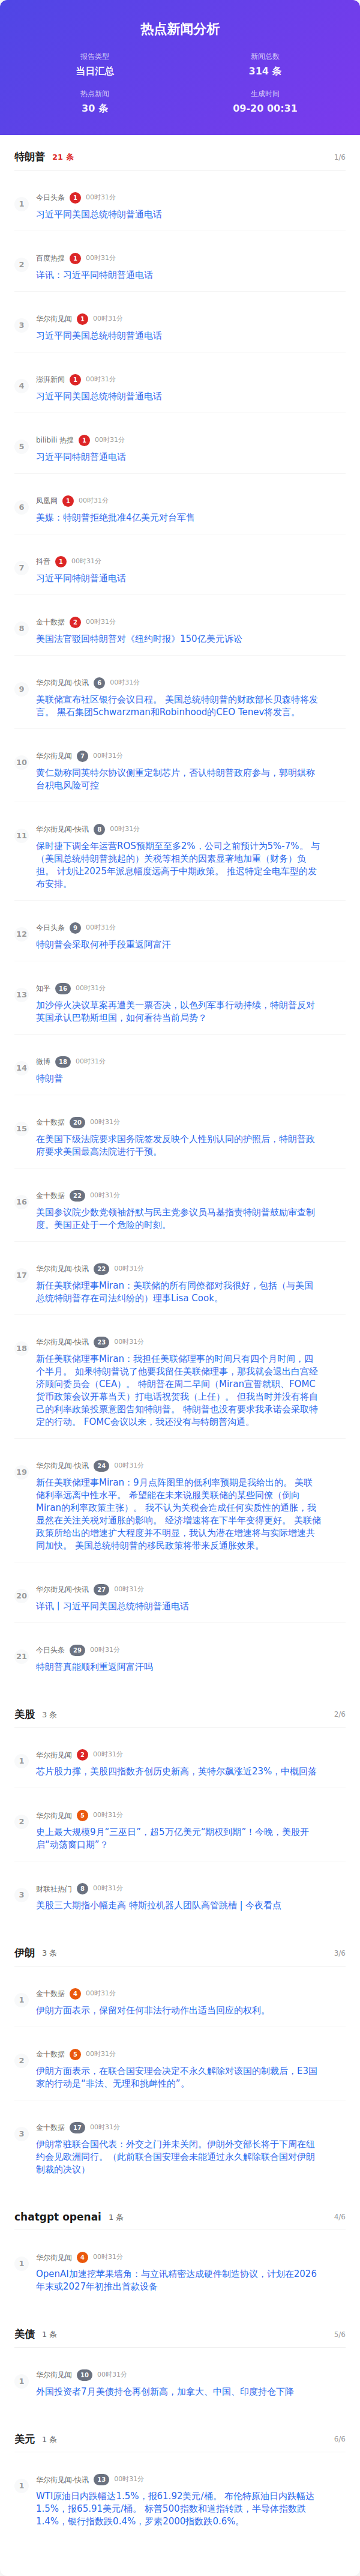 热点新闻分析
报告类型
当日汇总
新闻总数
314 条
热点新闻
30 条
生成时间
09-20 00:31
特朗普 21 条 1/6
1
今日头条 1 00时31分
习近平同美国总统特朗普通电话
2
百度热搜 1 00时31分
详讯：习近平同特朗普通电话
3
华尔街见闻 1 00时31分
习近平同美国总统特朗普通电话
4
澎湃新闻 1 00时31分
习近平同美国总统特朗普通电话
5
bilibili 热搜 1 00时31分
习近平同特朗普通电话
6
凤凰网 1 00时31分
美媒：特朗普拒绝批准4亿美元对台军售
7
抖音 1 00时31分
习近平同特朗普通电话
8
金十数据 2 00时31分
美国法官驳回特朗普对《纽约时报》150亿美元诉讼
9
华尔街见闻-快讯 6 00时31分
美联储宣布社区银行会议日程。 美国总统特朗普的财政部长贝森特将发
言。 黑石集团Schwarzman和Robinhood的CEO Tenev将发言。
10
华尔街见闻 7 00时31分
黄仁勋称同英特尔协议侧重定制芯片，否认特朗普政府参与，郭明錤称
台积电风险可控
11
华尔街见闻-快讯 8 00时31分
保时捷下调全年运营ROS预期至至多2%，公司之前预计为5%-7%。 与
（美国总统特朗普挑起的）关税等相关的因素显著地加重（财务）负
担。 计划让2025年派息幅度远高于中期政策。 推迟特定全电车型的发
布安排。
12
今日头条 9 00时31分
特朗普会采取何种手段重返阿富汗
13
知乎 16 00时31分
加沙停火决议草案再遭美一票否决，以色列军事行动持续，特朗普反对
英国承认巴勒斯坦国，如何看待当前局势？
14
微博 18 00时31分
特朗普
15
金十数据 20 00时31分
在美国下级法院要求国务院签发反映个人性别认同的护照后，特朗普政
府要求美国最高法院进行干预。
16
金十数据 22 00时31分
美国参议院少数党领袖舒默与民主党参议员马基指责特朗普鼓励审查制
度。美国正处于一个危险的时刻。
17
华尔街见闻-快讯 22 00时31分
新任美联储理事Miran：美联储的所有同僚都对我很好，包括（与美国
总统特朗普存在司法纠纷的）理事Lisa Cook。
18
华尔街见闻-快讯 23 00时31分
新任美联储理事Miran：我担任美联储理事的时间只有四个月时间，四
个半月。 如果特朗普说了他要我留任美联储，那我就会退出白宫经
济顾问委员会（CEA）。 特朗普在周二早间（Miran宣誓就职、FOMC
货币政策会议开幕当天）打电话祝贺我（上任）。 但我当时并没有将自
己的利率政策投票意图告知特朗普。 特朗普也没有要求我承诺会采取特
定的行动。 FOMC会议以来，我还没有与特朗普沟通。
19
华尔街见闻-快讯 24 00时31分
新任美联储理事Miran：9月点阵图里的低利率预期是我给出的。 美联
储利率远离中性水平。 希望能在未来说服美联储的某些同僚（倒向
Miran的利率政策主张）。 我不认为关税会造成任何实质性的通胀，我
显然在关注关税对通胀的影响。 经济增速将在下半年变得更好。 美联储
政策所给出的增速扩大程度并不明显，我认为潜在增速将与实际增速共
同加快。 美国总统特朗普的移民政策将带来反通胀效果。
20
华尔街见闻-快讯 27 00时31分
详讯丨习近平同美国总统特朗普通电话
21
今日头条 29 00时31分
特朗普真能顺利重返阿富汗吗
美股 3 条 2/6
1
华尔街见闻 2 00时31分
芯片股力撑，美股四指数齐创历史新高，英特尔飙涨近23%，中概回落
2
华尔街见闻 5 00时31分
史上最大规模9月“三巫日”，超5万亿美元“期权到期”！今晚，美股开
启“动荡窗口期”？
3
财联社热门 8 00时31分
美股三大期指小幅走高 特斯拉机器人团队高管跳槽 | 今夜看点
伊朗 3 条 3/6
1
金十数据 4 00时31分
伊朗方面表示，保留对任何非法行动作出适当回应的权利。
2
金十数据 5 00时31分
伊朗方面表示，在联合国安理会决定不永久解除对该国的制裁后，E3国
家的行动是“非法、无理和挑衅性的”。
3
金十数据 17 00时31分
伊朗常驻联合国代表：外交之门并未关闭。伊朗外交部长将于下周在纽
约会见欧洲同行。（此前联合国安理会未能通过永久解除联合国对伊朗
制裁的决议）
chatgpt openai 1 条 4/6
1
华尔街见闻 4 00时31分
OpenAI加速挖苹果墙角：与立讯精密达成硬件制造协议，计划在2026
年末或2027年初推出首款设备
美债 1 条 5/6
1
华尔街见闻 10 00时31分
外国投资者7月美债持仓再创新高，加拿大、中国、印度持仓下降
美元 1 条 6/6
1
华尔街见闻-快讯 13 00时31分
WTI原油日内跌幅达1.5%，报61.92美元/桶。 布伦特原油日内跌幅达
1.5%，报65.91美元/桶。 标普500指数和道指转跌，半导体指数跌
1.4%，银行指数跌0.4%，罗素2000指数跌0.6%。